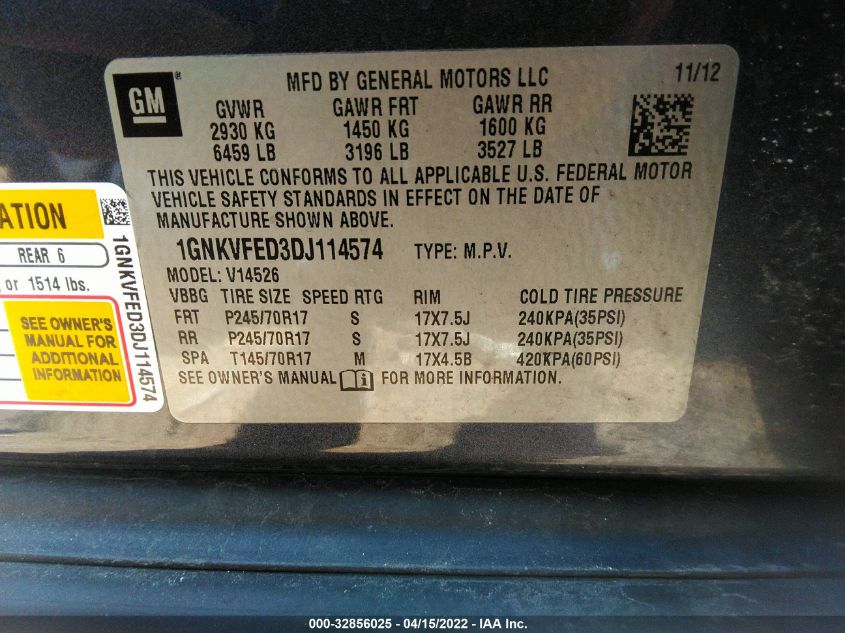 GM
®
MFD BY GENERAL MOTORS LLC
11/12
GVWR GAWR FRT GAWR RR
2930 KG 1450 KG 1600 KG
6459 LB 3196 LB 3527 LB
THIS VEHICLE CONFORMS TO ALL APPLICABLE U.S. FEDERAL MOTOR
VEHICLE SAFETY STANDARDS IN EFFECT ON THE DATE OF
MANUFACTURE SHOWN ABOVE.
1GNKVFED3DJ114574 TYPE: M.P.V.
MODEL: V14526
VBBG TIRE SIZE SPEED RTG RIM COLD TIRE PRESSURE
FRT P245/70R17 S 17X7.5J 240KPA(35PSI)
RR P245/70R17 S 17X7.5J 240KPA(35PSI)
SPA T145/70R17 M 17X4.5B 420KPA(60PSI)
SEE OWNER'S MANUAL FOR MORE INFORMATION.
ATION
REAR 6
or 1514 lbs.
SEE OWNER'S
MANUAL FOR
ADDITIONAL
INFORMATION
1GNKVFED3DJ114574
000-32856025 - 04/15/2022 - IAA Inc.